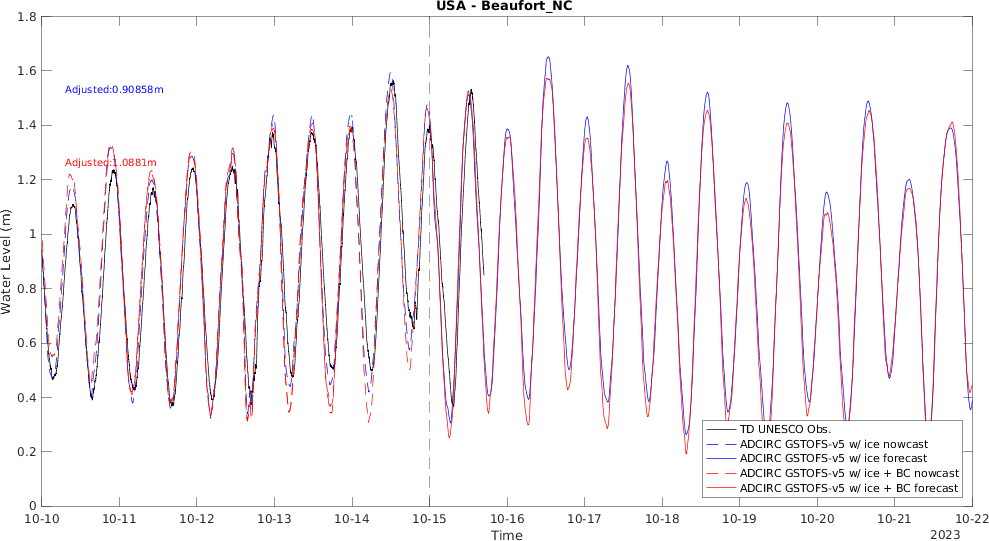 USA - Beaufort_NC
1.8
1.6
1.4
1.2
1
0.8
0.6
0.4
0.2
0
Water Level (m)
Adjusted:0.90858m
Adjusted:1.0881m
TD UNESCO Obs.
ADCIRC GSTOFS-v5 w/ ice nowcast
ADCIRC GSTOFS-v5 w/ ice forecast
ADCIRC GSTOFS-v5 w/ ice + BC nowcast
ADCIRC GSTOFS-v5 w/ ice + BC forecast
10-10 10-11 10-12 10-13 10-14 10-15 10-16 10-17 10-18 10-19 10-20 10-21 10-22
Time
2023